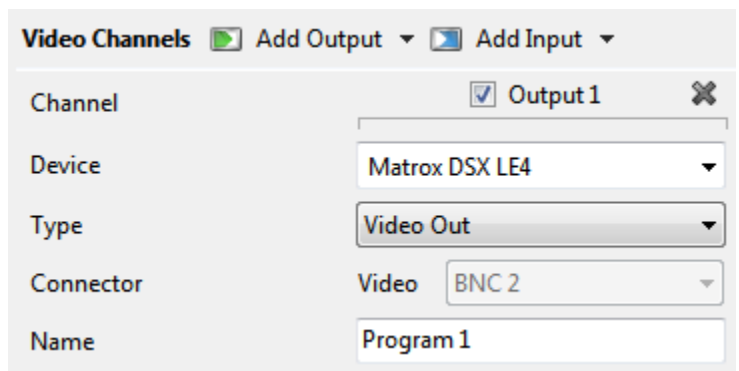 Video Channels Add Output Add Input
Channel Output 1
Device Matrox DSX LE4
Type Video Out
Connector Video BNC 2
Name Program 1